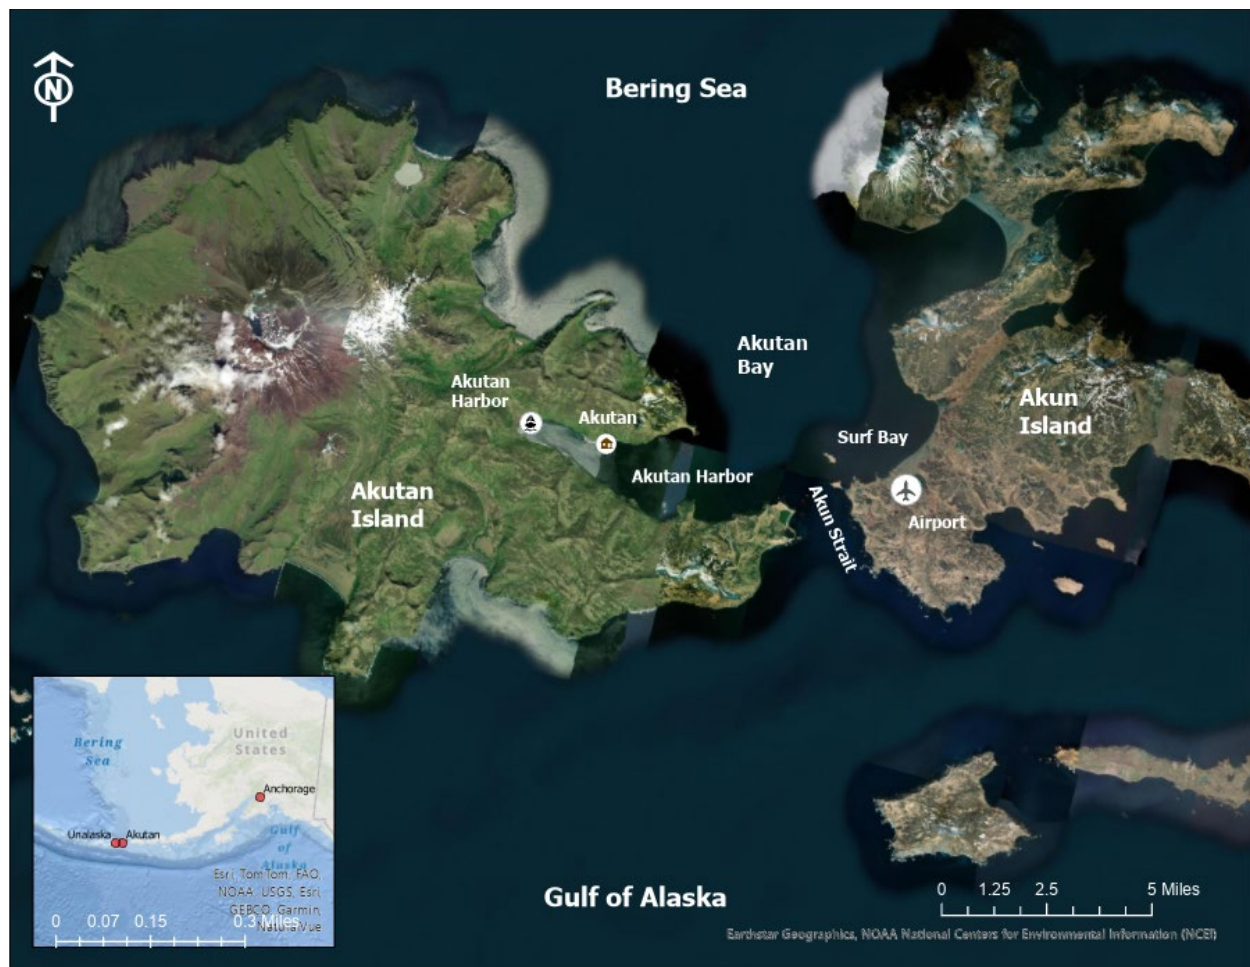 N
Bering Sea
Akutan
Bay
Akutan
Harbor
Akutan
Akun
Island
Surf Bay
Akutan Harbor
Akutan
Island
Akun Strait
Airport
Bering
Sea
United
States
Anchorage
Unalaska
Akutan
Gulf
of
Alaska
Esri, TomTom, FAO,
NOAA, USGS, Esri,
GEBCO, Garmin,
NaturalVue
0 0.07 0.15 0.3 Miles
Gulf of Alaska
0 1.25 2.5 5 Miles
Earthstar Geographics, NOAA National Centers for Environmental Information (NCEI)